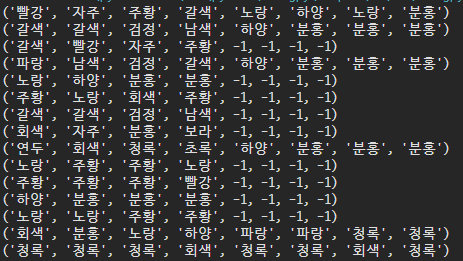 ('빨강', '자주', '주황', '갈색', '노랑', '하양', '노랑', '분홍')
('갈색', '갈색', '검정', '남색', '하양', '분홍', '분홍', '분홍')
('갈색', '빨강', '자주', '주황', -1, -1, -1, -1)
('파랑', '남색', '검정', '갈색', '하양', '분홍', '분홍', '분홍')
('노랑', '하양', '분홍', '분홍', -1, -1, -1, -1)
('주황', '노랑', '회색', '주황', -1, -1, -1, -1)
('갈색', '갈색', '검정', '남색', -1, -1, -1, -1)
('회색', '자주', '분홍', '보라', -1, -1, -1, -1)
('연두', '회색', '청록', '초록', '하양', '분홍', '분홍', '분홍')
('노랑', '주황', '주황', '노랑', -1, -1, -1, -1)
('주황', '주황', '주황', '빨강', -1, -1, -1, -1)
('하양', '분홍', '분홍', '분홍', -1, -1, -1, -1)
('노랑', '노랑', '주황', '주황', -1, -1, -1, -1)
('회색', '분홍', '노랑', '하양', '파랑', '파랑', '청록', '청록')
('청록', '청록', '청록', '회색', '청록', '청록', '회색', '청록')